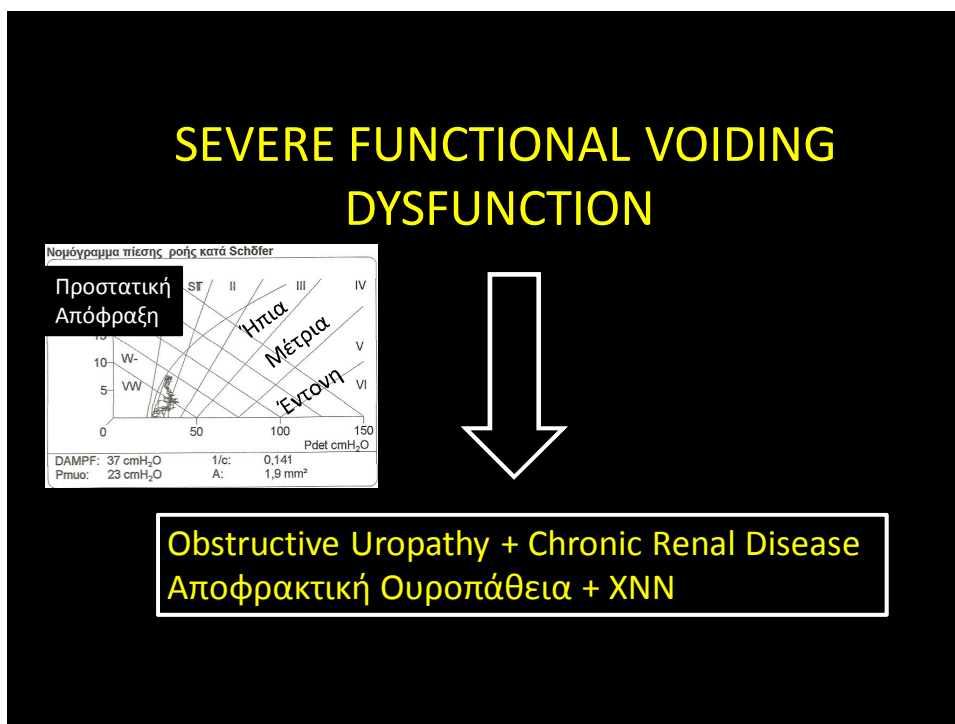 SEVERE FUNCTIONAL VOIDING
DYSFUNCTION
Νομόγραμμα πίεσης ροής κατά Schöfer
Προστατική
Απόφραξη
ST II III IV
Ήπια
Μέτρια
Έντονη
15
10 W- V
5 VW VI
0 50 100 150
Pdet cmH₂O
DAMPF: 37 cmH₂O 1/c: 0,141
Pmuo: 23 cmH₂O A: 1,9 mm²
Obstructive Uropathy + Chronic Renal Disease
Αποφρακτική Ουροπάθεια + ΧΝΝ